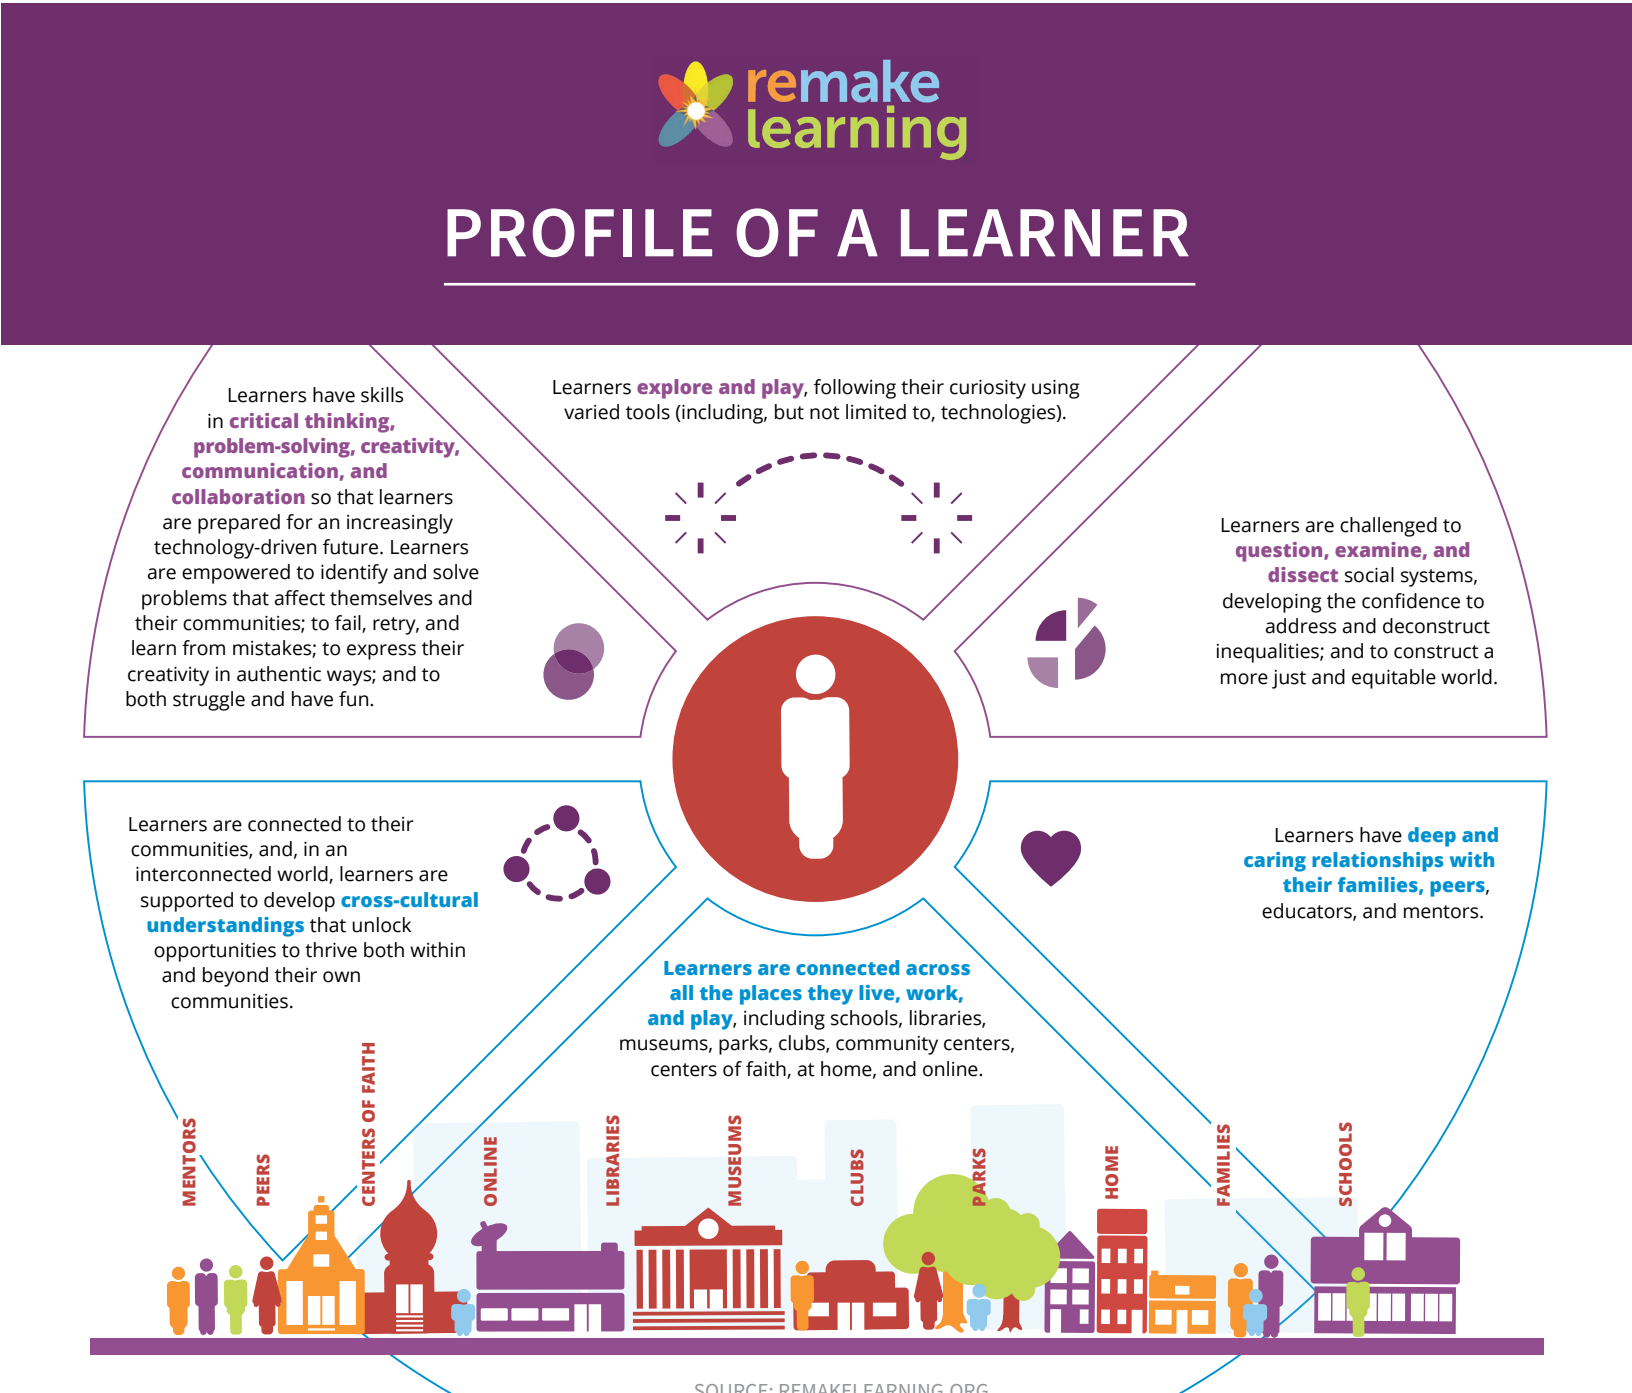 remake
learning
PROFILE OF A LEARNER
Learners have skills
in critical thinking,
problem-solving, creativity,
communication, and
collaboration so that learners
are prepared for an increasingly
technology-driven future. Learners
are empowered to identify and solve
problems that affect themselves and
their communities; to fail, retry, and
learn from mistakes; to express their
creativity in authentic ways; and to
both struggle and have fun.
Learners explore and play, following their curiosity using
varied tools (including, but not limited to, technologies).
Learners are challenged to
question, examine, and
dissect social systems,
developing the confidence to
address and deconstruct
inequalities; and to construct a
more just and equitable world.
Learners are connected to their
communities, and, in an
interconnected world, learners are
supported to develop cross-cultural
understandings that unlock
opportunities to thrive both within
and beyond their own
communities.
Learners are connected across
all the places they live, work,
and play, including schools, libraries,
museums, parks, clubs, community centers,
centers of faith, at home, and online.
Learners have deep and
caring relationships with
their families, peers,
educators, and mentors.
MENTORS
PEERS
CENTERS OF FAITH
ONLINE
LIBRARIES
MUSEUMS
CLUBS
PARKS
HOME
FAMILIES
SCHOOLS
SOURCE: REMAKELEARNING.ORG